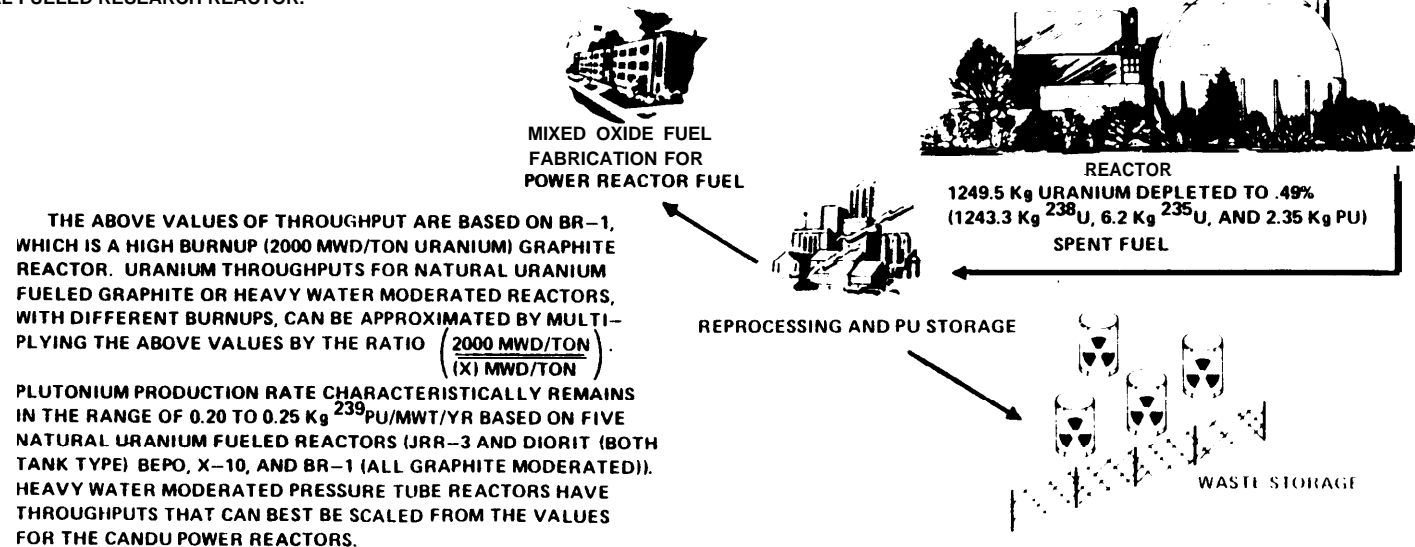 FUELED RESEARCH REACTOR.
MIXED OXIDE FUEL
FABRICATION FOR
POWER REACTOR FUEL
REACTOR
1249.5 Kg URANIUM DEPLETED TO .49%
(1243.3 Kg 238U, 6.2 Kg 235U, AND 2.35 Kg PU)
SPENT FUEL
THE ABOVE VALUES OF THROUGHPUT ARE BASED ON BR-1,
WHICH IS A HIGH BURNUP (2000 MWD/TON URANIUM) GRAPHITE
REACTOR. URANIUM THROUGHPUTS FOR NATURAL URANIUM
FUELED GRAPHITE OR HEAVY WATER MODERATED REACTORS,
WITH DIFFERENT BURNUPS, CAN BE APPROXIMATED BY MULTI-
PLYING THE ABOVE VALUES BY THE RATIO (2000 MWD/TON
(X) MWD/TON).
PLUTONIUM PRODUCTION RATE CHARACTERISTICALLY REMAINS
IN THE RANGE OF 0.20 TO 0.25 Kg 239PU/MWT/YR BASED ON FIVE
NATURAL URANIUM FUELED REACTORS (JRR-3 AND DIORIT (BOTH
TANK TYPE) BEPO, X-10, AND BR-1 (ALL GRAPHITE MODERATED)).
HEAVY WATER MODERATED PRESSURE TUBE REACTORS HAVE
THROUGHPUTS THAT CAN BEST BE SCALED FROM THE VALUES
FOR THE CANDU POWER REACTORS.
REPROCESSING AND PU STORAGE
WASTE STORAGE